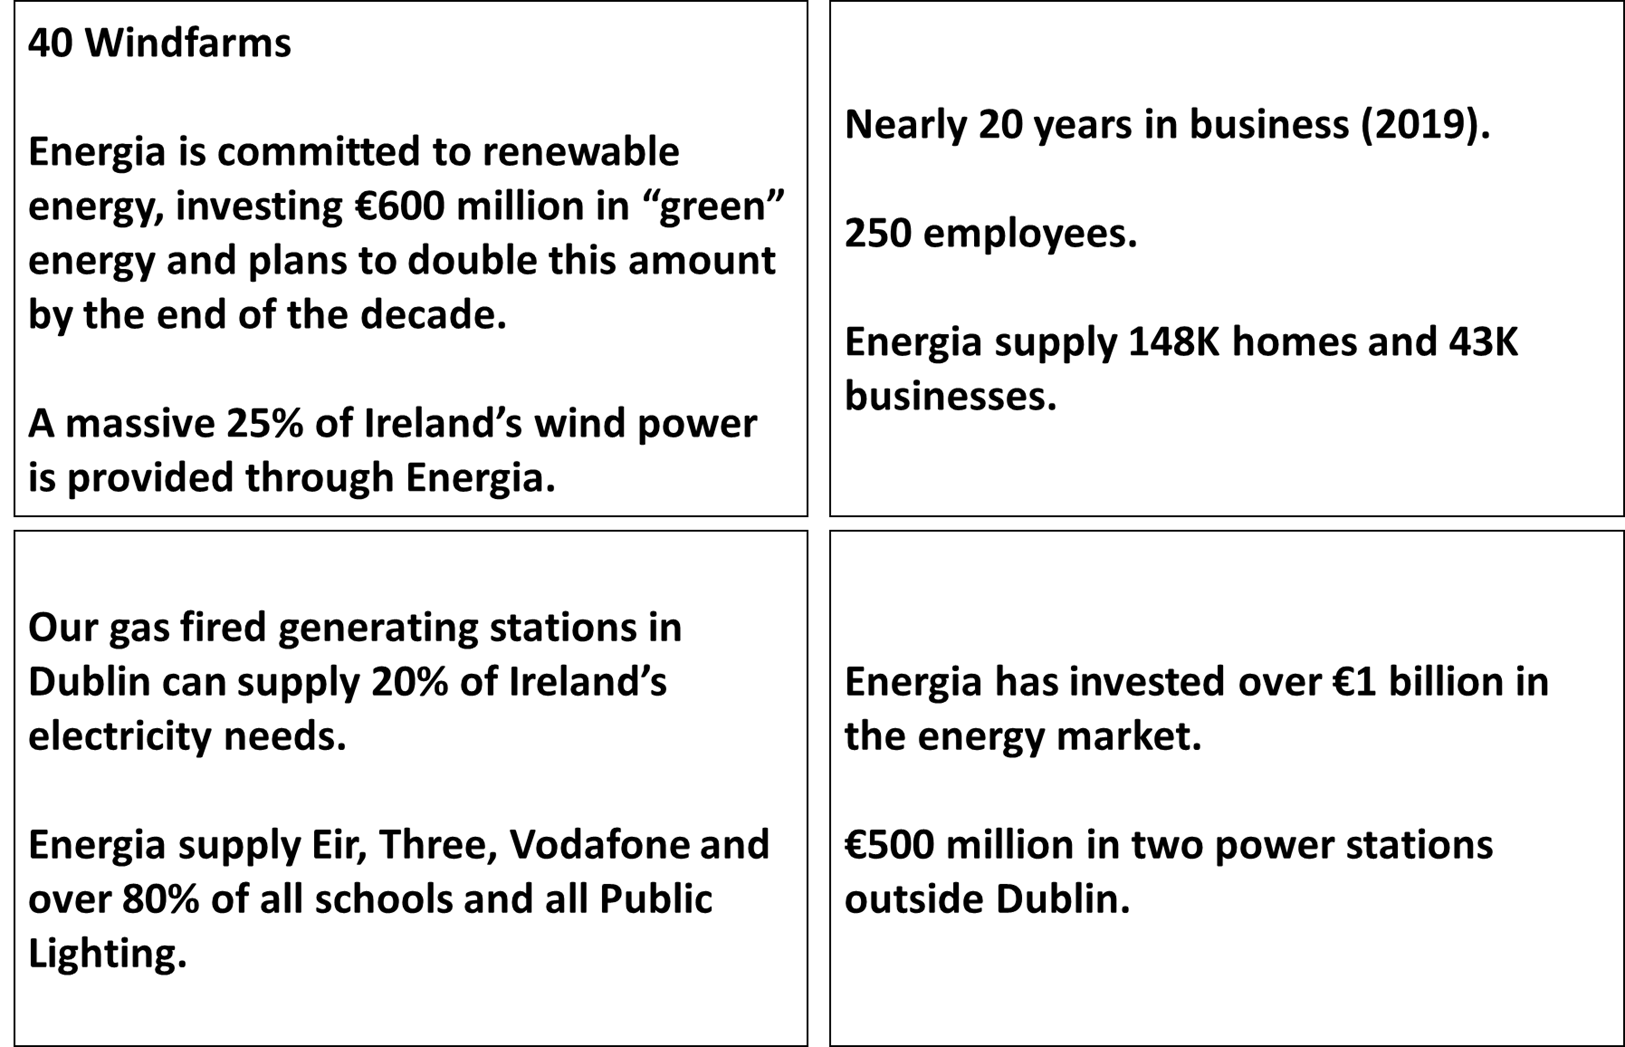 40 Windfarms
Energia is committed to renewable
energy, investing €600 million in “green”
energy and plans to double this amount
by the end of the decade.
A massive 25% of Ireland’s wind power
is provided through Energia.
Nearly 20 years in business (2019).
250 employees.
Energia supply 148K homes and 43K
businesses.
Our gas fired generating stations in
Dublin can supply 20% of Ireland’s
electricity needs.
Energia supply Eir, Three, Vodafone and
over 80% of all schools and all Public
Lighting.
Energia has invested over €1 billion in
the energy market.
€500 million in two power stations
outside Dublin.